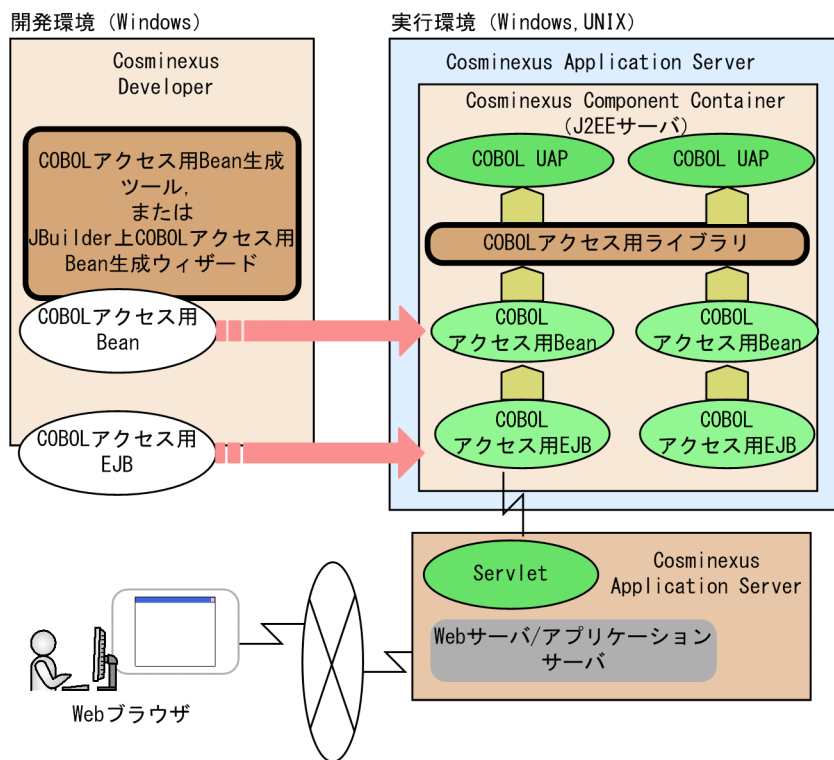 開発環境 (Windows)
Cosminexus
Developer
COBOLアクセス用Bean生成
ツール,
または
JBuilder上COBOLアクセス用
Bean生成ウィザード
COBOLアクセス用
Bean
COBOLアクセス用
EJB
実行環境 (Windows,UNIX)
Cosminexus Application Server
Cosminexus Component Container
(J2EEサーバ)
COBOL UAP
COBOL UAP
COBOLアクセス用ライブラリ
COBOL
アクセス用Bean
COBOL
アクセス用Bean
COBOL
アクセス用EJB
COBOL
アクセス用EJB
Servlet
Cosminexus
Application Server
Webサーバ/アプリケーション
サーバ
Webブラウザ